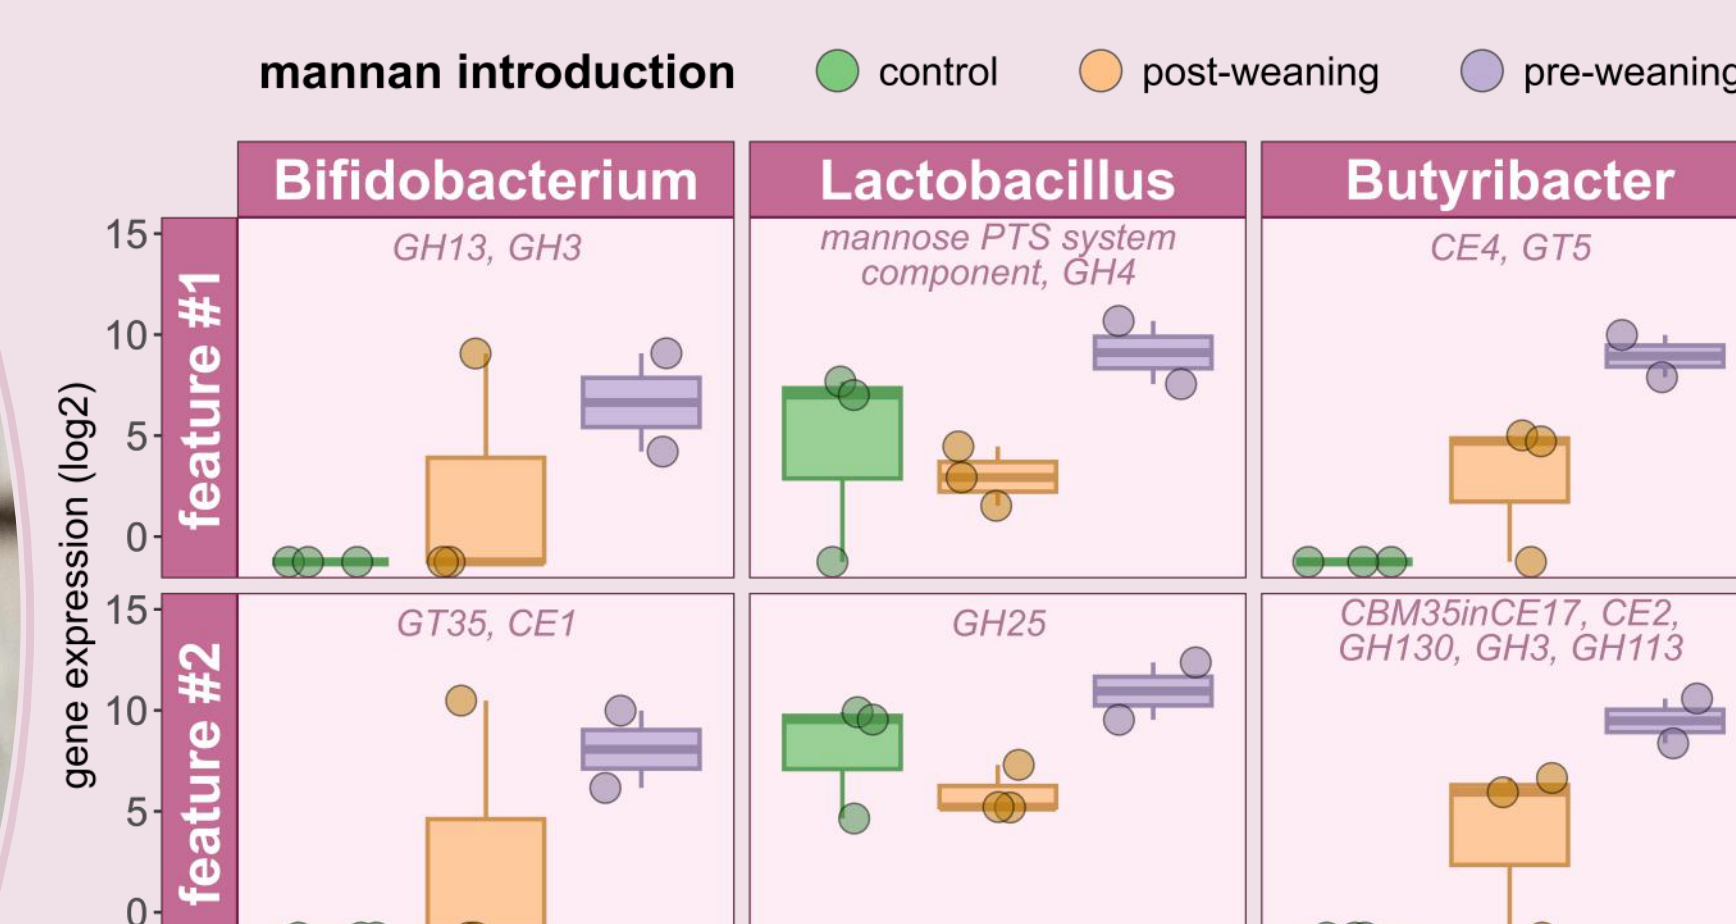 mannan introduction control post-weaning pre-weaning
Bifidobacterium Lactobacillus Butyribacter
gene expression (log2)
feature #1
15
10
5
0
GH13, GH3
mannose PTS system
component, GH4
CE4, GT5
feature #2
15
10
5
0
GT35, CE1
GH25
CBM35inCE17, CE2,
GH130, GH3, GH113